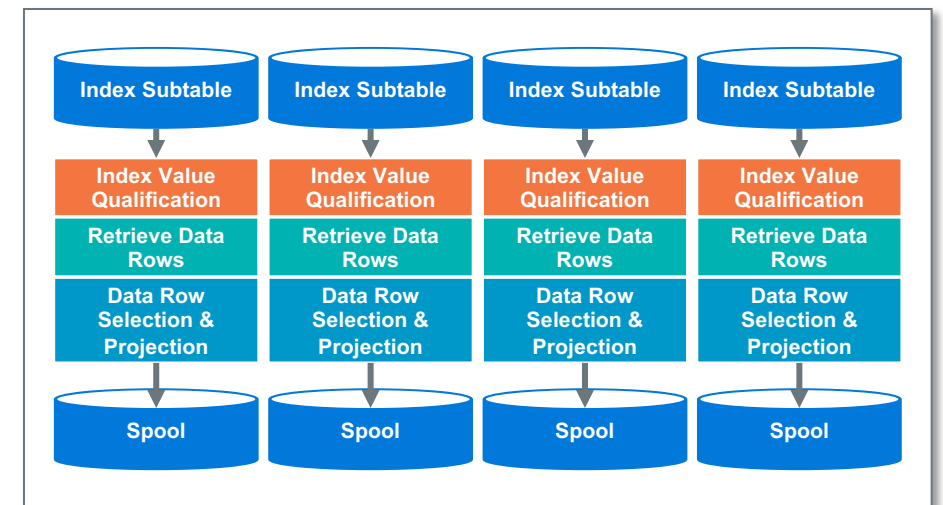 Index Subtable
Index Subtable
Index Subtable
Index Subtable
Index Value
Qualification
Index Value
Qualification
Index Value
Qualification
Index Value
Qualification
Retrieve Data
Rows
Retrieve Data
Rows
Retrieve Data
Rows
Retrieve Data
Rows
Data Row
Selection &
Projection
Data Row
Selection &
Projection
Data Row
Selection &
Projection
Data Row
Selection &
Projection
Spool
Spool
Spool
Spool